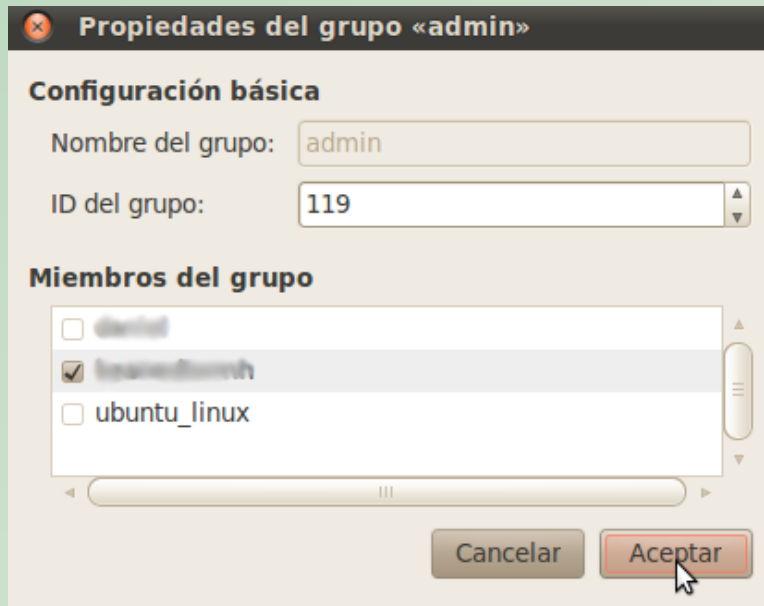 Propiedades del grupo «admin»
Configuración básica
Nombre del grupo: admin
ID del grupo: 119
Miembros del grupo
ubuntu_linux
Cancelar Aceptar